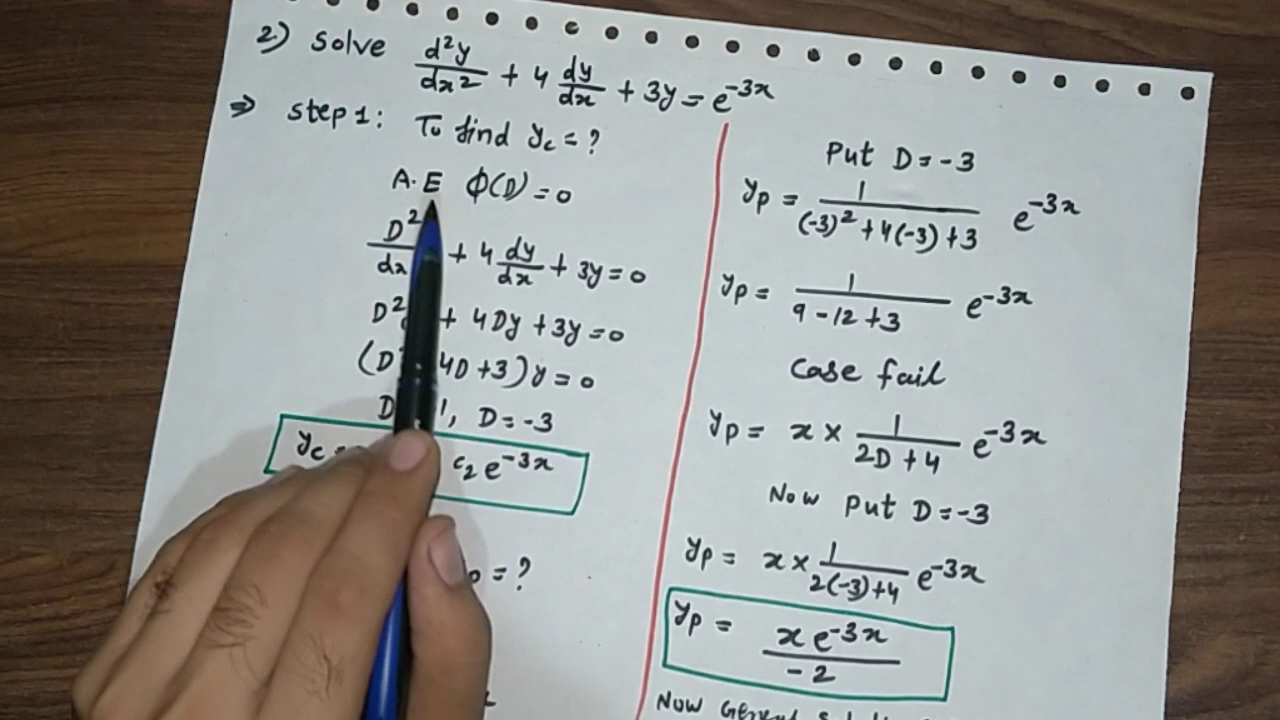 2) Solve d²y/dx² + 4 dy/dx + 3y = e^-3x
⇒ Step 1: To find yc = ?
A.E φ(D) = 0
D²/dx + 4 dy/dx + 3y = 0
D² + 4Dy + 3y = 0
(D 4D + 3) y = 0
D 1, D = -3
yc = c₂ e^-3x
p = ?
Put D = -3
yp = 1/((-3)² + 4(-3) + 3) e^-3x
yp = 1/(9 - 12 + 3) e^-3x
Case fail
yp = x × 1/(2D + 4) e^-3x
Now Put D = -3
yp = x × 1/(2(-3) + 4) e^-3x
yp = x e^-3x/-2
Now